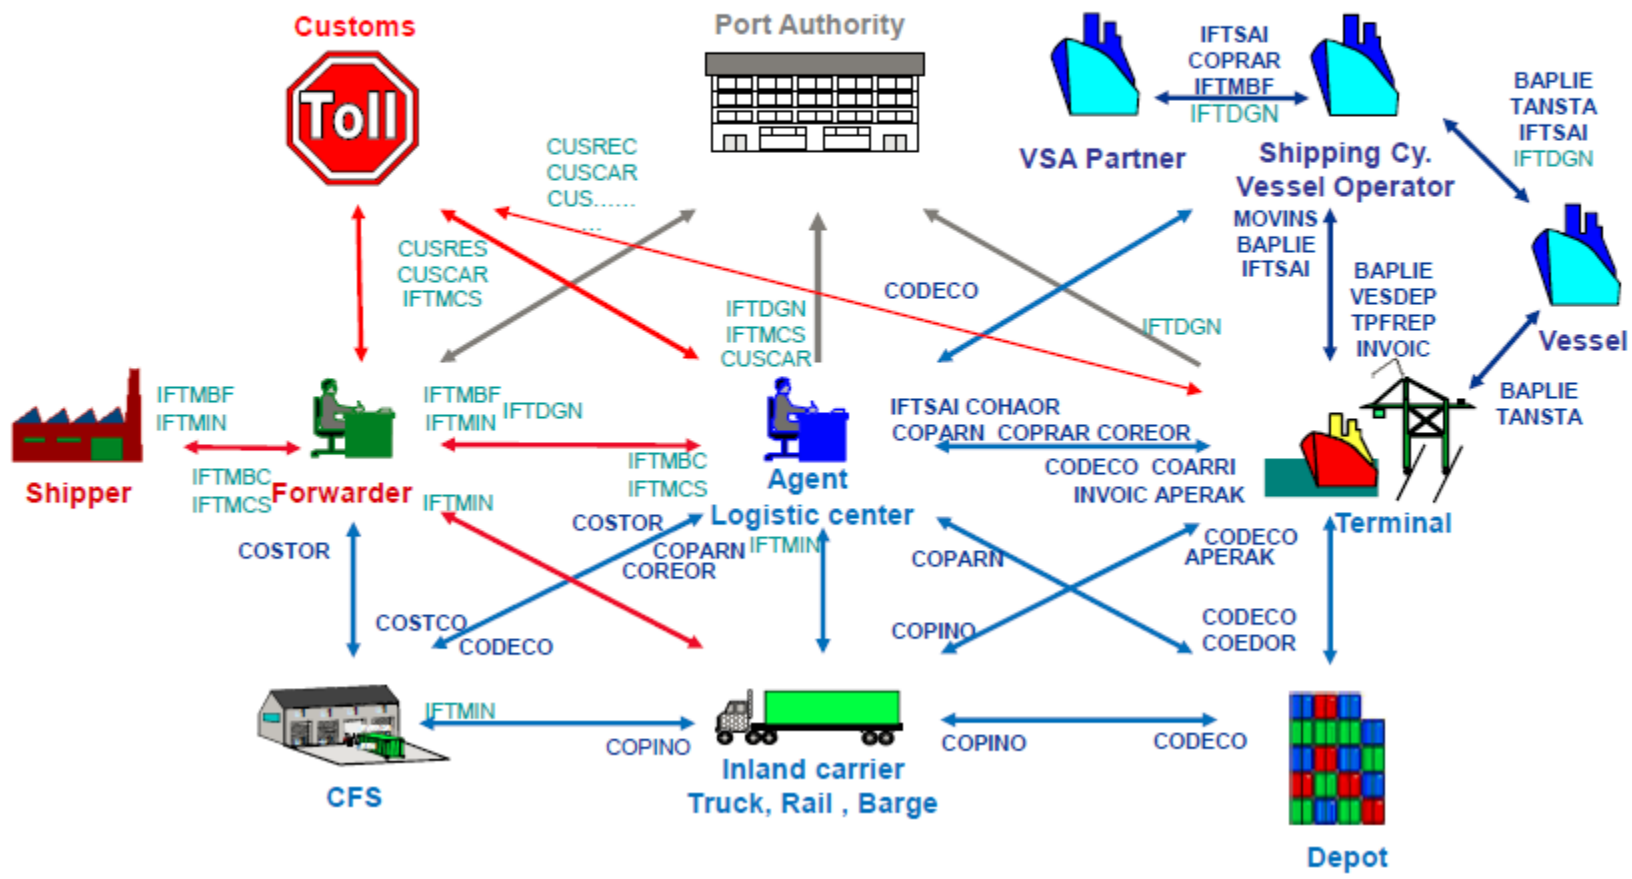 Customs
Toll
Port Authority
IFTSAI
COPRAR
IFTMBF
IFTDGN
VSA Partner
Shipping Cy.
Vessel Operator
BAPLIE
TANSTA
IFTSAI
IFTDGN
CUSREC
CUSCAR
CUS......
...
CUSRES
CUSCAR
IFTMCS
CODECO
MOVINS
BAPLIE
IFTSAI
BAPLIE
VESDEP
TPFREP
INVOIC
Vessel
BAPLIE
TANSTA
IFTDGN
IFTMCS
CUSCAR
IFTDGN
IFTMBF
IFTMIN
IFTMBC
IFTMCS
Shipper
Forwarder
IFTMBF
IFTMIN
IFTDGN
IFTMBC
IFTMCS
Agent
Logistic center
IFTSAI COHAOR
COPARN COPRAR COREOR
CODECO COARRI
INVOIC APERAK
Terminal
IFTMIN
COSTOR
COSTOR
COPARN
COREOR
IFTMIN
COPARN
CODECO
APERAK
COSTCO
CODECO
COPINO
CODECO
COEDOR
IFTMIN
COPINO
COPINO
CODECO
CFS
Inland carrier
Truck, Rail , Barge
Depot